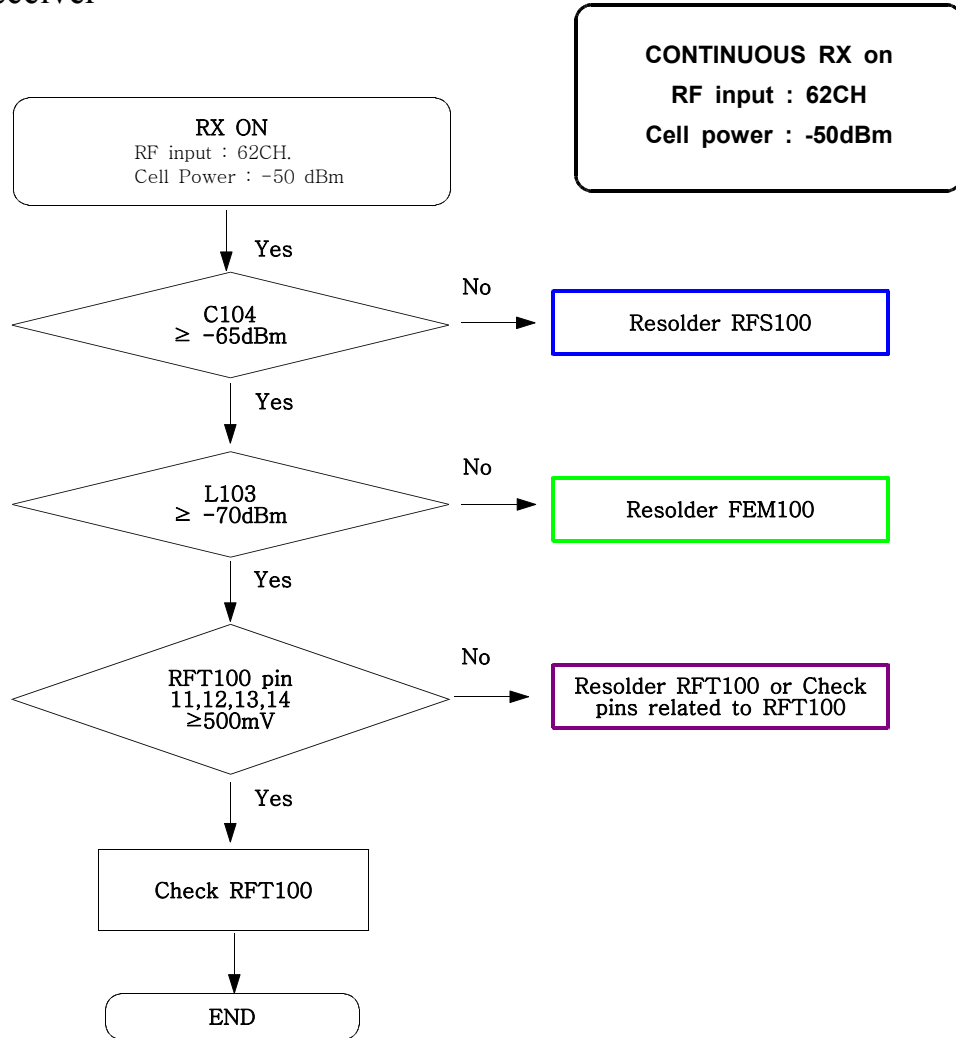 CONTINUOUS RX on
RF input : 62CH
Cell power : -50dBm
RX ON
RF input : 62CH.
Cell Power : -50 dBm
Yes
C104
≥ -65dBm
No
Resolder RFS100
Yes
L103
≥ -70dBm
No
Resolder FEM100
Yes
RFT100 pin
11,12,13,14
≥500mV
No
Resolder RFT100 or Check
pins related to RFT100
Yes
Check RFT100
END